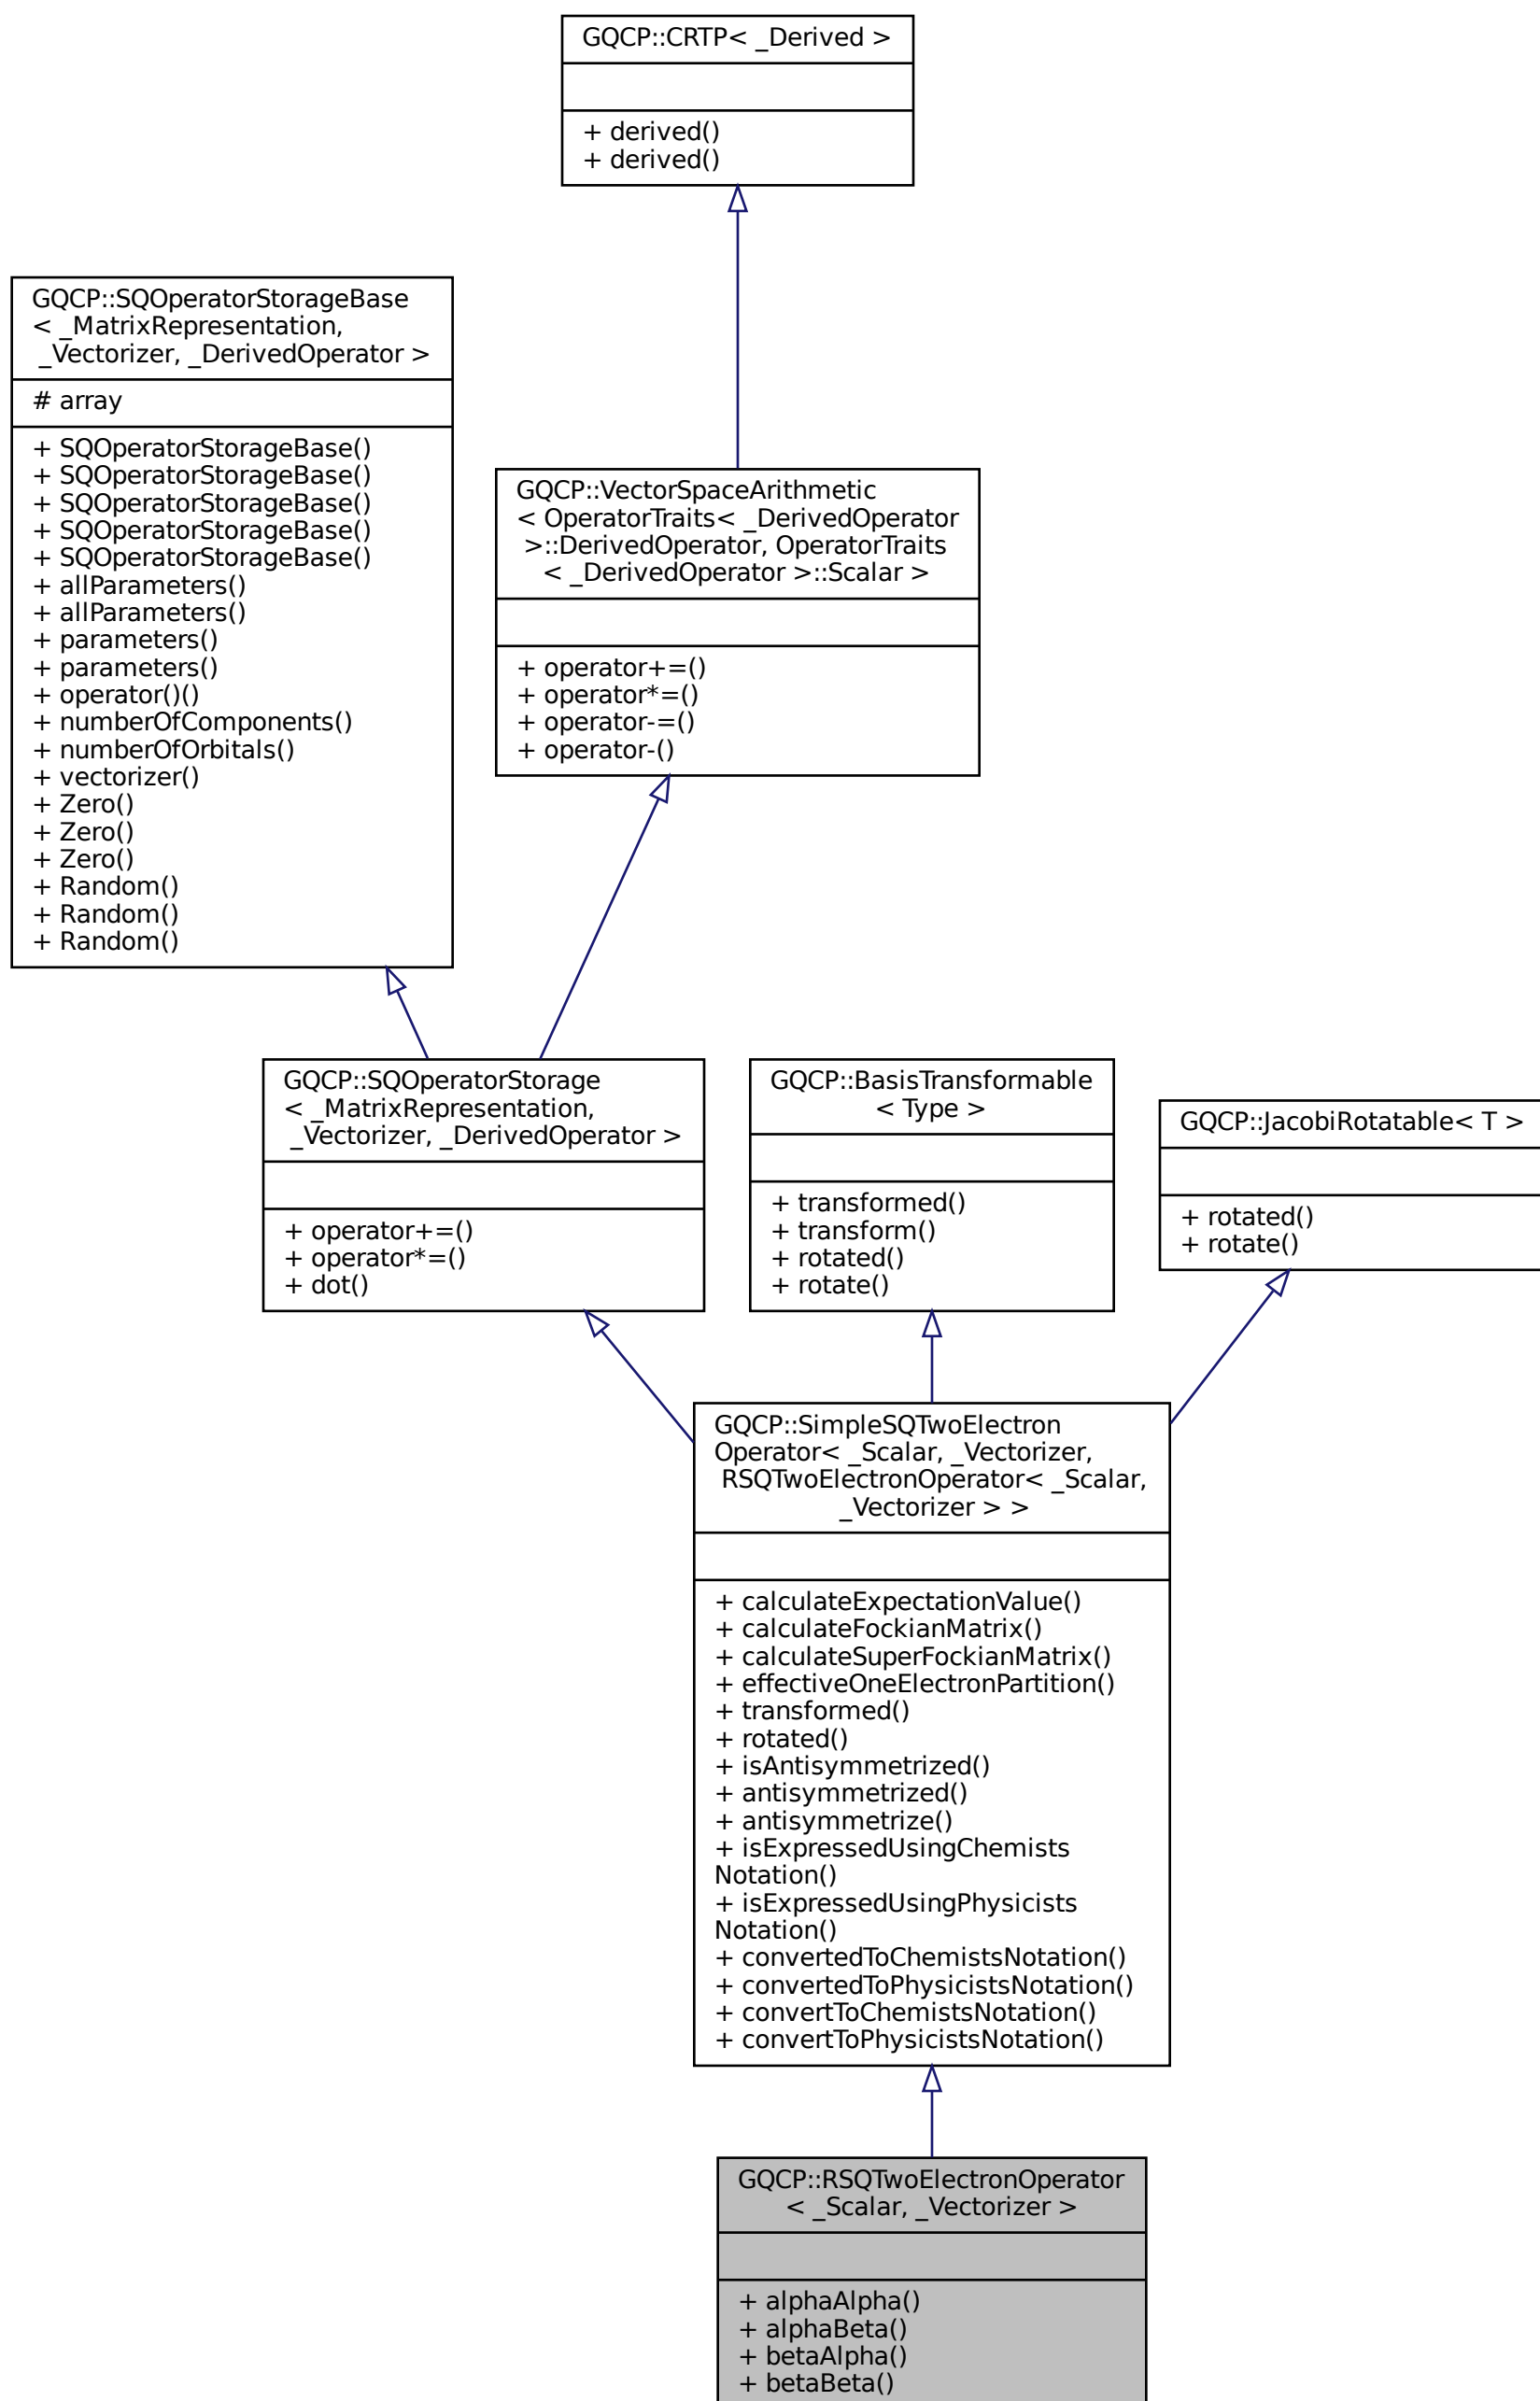 GQCP::CRTP< _Derived >
+ derived()
+ derived()
GQCP::SQOperatorStorageBase
< _MatrixRepresentation,
_Vectorizer, _DerivedOperator >
# array
+ SQOperatorStorageBase()
+ SQOperatorStorageBase()
+ SQOperatorStorageBase()
+ SQOperatorStorageBase()
+ SQOperatorStorageBase()
+ allParameters()
+ allParameters()
+ parameters()
+ parameters()
+ operator()()
+ numberOfComponents()
+ numberOfOrbitals()
+ vectorizer()
+ Zero()
+ Zero()
+ Zero()
+ Random()
+ Random()
+ Random()
GQCP::VectorSpaceArithmetic
< OperatorTraits< _DerivedOperator
>::DerivedOperator, OperatorTraits
< _DerivedOperator >::Scalar >
+ operator+=()
+ operator*=()
+ operator-=()
+ operator-()
GQCP::SQOperatorStorage
< _MatrixRepresentation,
_Vectorizer, _DerivedOperator >
+ operator+=()
+ operator*=()
+ dot()
GQCP::BasisTransformable
< Type >
+ transformed()
+ transform()
+ rotated()
+ rotate()
GQCP::JacobiRotatable< T >
+ rotated()
+ rotate()
GQCP::SimpleSQTwoElectron
Operator< _Scalar, _Vectorizer,
RSQTwoElectronOperator< _Scalar,
_Vectorizer > >
+ calculateExpectationValue()
+ calculateFockianMatrix()
+ calculateSuperFockianMatrix()
+ effectiveOneElectronPartition()
+ transformed()
+ rotated()
+ isAntisymmetrized()
+ antisymmetrized()
+ antisymmetrize()
+ isExpressedUsingChemists
Notation()
+ isExpressedUsingPhysicists
Notation()
+ convertedToChemistsNotation()
+ convertedToPhysicistsNotation()
+ convertToChemistsNotation()
+ convertToPhysicistsNotation()
GQCP::RSQTwoElectronOperator
< _Scalar, _Vectorizer >
+ alphaAlpha()
+ alphaBeta()
+ betaAlpha()
+ betaBeta()